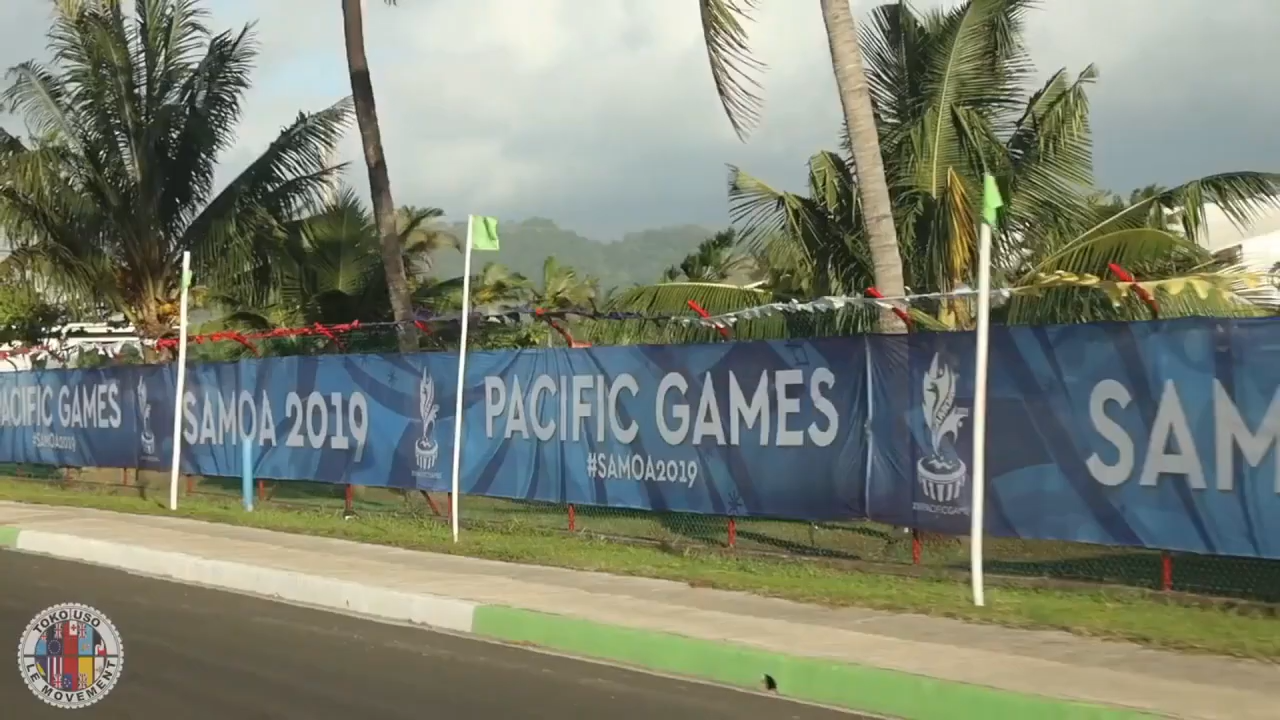 PACIFIC GAMES
#SAMOA2019
SAMOA 2019
PACIFIC GAMES
#SAMOA2019
SAM
TOKO USO
LE MOVEMENT